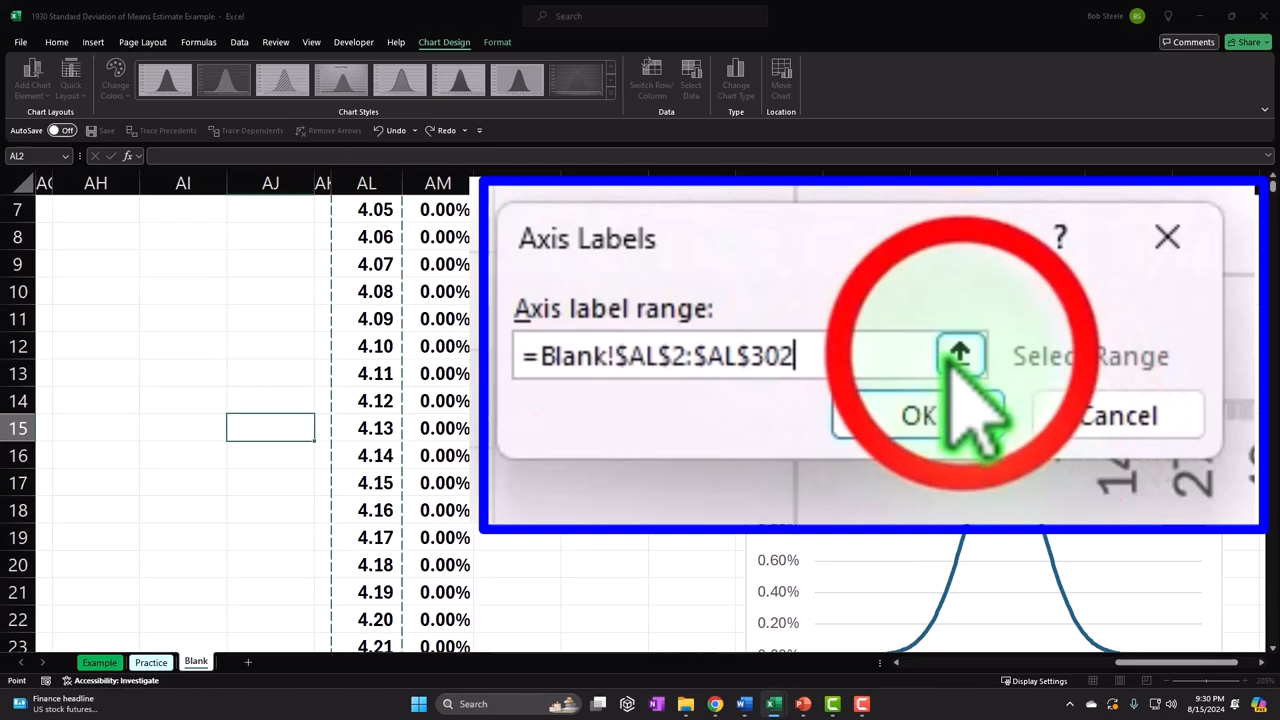 1930 Standard Deviation of Means Estimate Example - Excel
Search
Bob Steele
BS
File Home Insert Page Layout Formulas Data Review View Developer Help Chart Design Format
Comments
Share
Add Chart Element
Quick Layout
Change Colors
Switch Row/ Column
Select Data
Change Chart Type
Move Chart
Chart Layouts
Chart Styles
Data
Type
Location
AutoSave Off Save Trace Precedents Trace Dependents Remove Arrows Undo Redo
AL2
fx
AH AI AJ AL AM
7 4.05 0.00%
8 4.06 0.00%
9 4.07 0.00%
10 4.08 0.00%
11 4.09 0.00%
12 4.10 0.00%
13 4.11 0.00%
14 4.12 0.00%
15 4.13 0.00%
16 4.14 0.00%
17 4.15 0.00%
18 4.16 0.00%
19 4.17 0.00%
20 4.18 0.00%
21 4.19 0.00%
22 4.20 0.00%
23 4.21 0.00%
Axis Labels
?
Axis label range:
=Blank!$AL$2:$AL$302
Select Range
OK
Cancel
0.60%
0.40%
0.20%
Example Practice Blank
Point
Accessibility: Investigate
Display Settings
205%
Finance headline
US stock futures...
Search
9:30 PM
8/15/2024